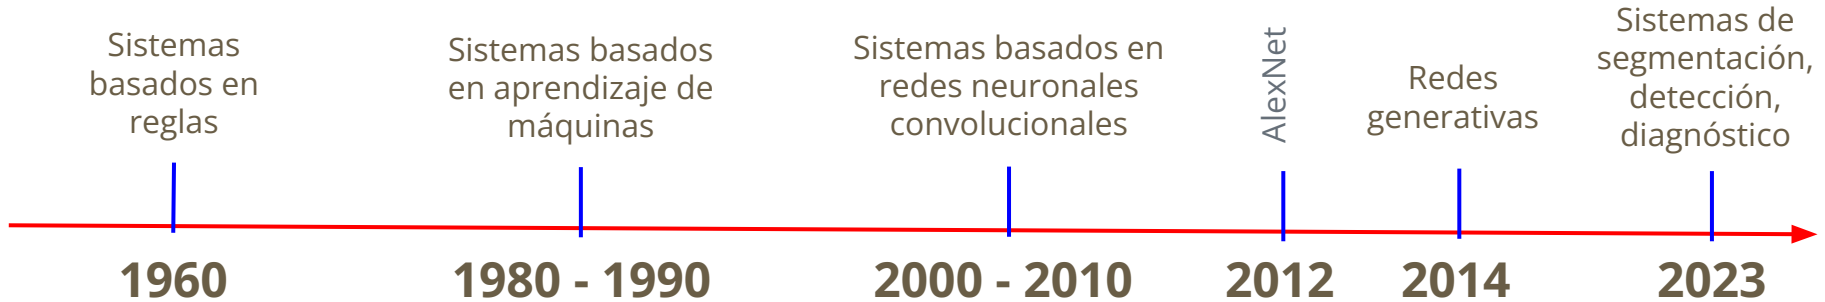 Sistemas
basados en
reglas
1960
Sistemas basados
en aprendizaje de
máquinas
1980 - 1990
Sistemas basados en
redes neuronales
convolucionales
2000 - 2010
AlexNet
2012
Redes
generativas
2014
Sistemas de
segmentación,
detección,
diagnóstico
2023